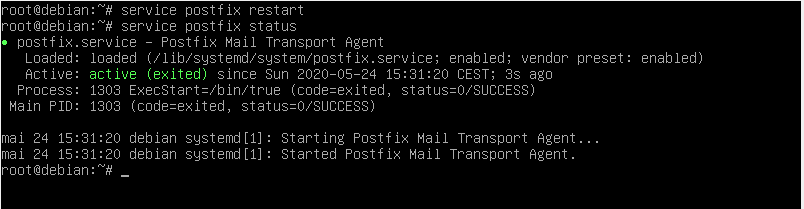 root@debian:~# service postfix restart
root@debian:~# service postfix status
● postfix.service – Postfix Mail Transport Agent
   Loaded: loaded (/lib/systemd/system/postfix.service; enabled; vendor preset: enabled)
   Active: active (exited) since Sun 2020-05-24 15:31:20 CEST; 3s ago
  Process: 1303 ExecStart=/bin/true (code=exited, status=0/SUCCESS)
 Main PID: 1303 (code=exited, status=0/SUCCESS)

mai 24 15:31:20 debian systemd[1]: Starting Postfix Mail Transport Agent...
mai 24 15:31:20 debian systemd[1]: Started Postfix Mail Transport Agent.
root@debian:~# _